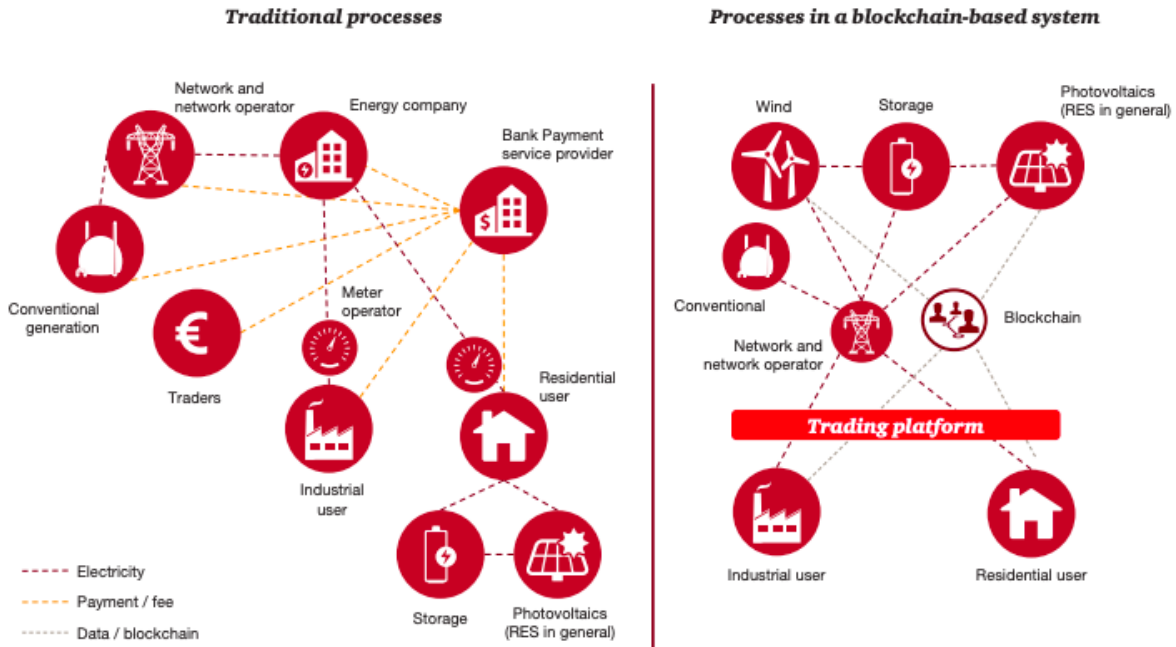 Traditional processes
Network and
network operator
Energy company
Bank Payment
service provider
$
Conventional
generation
€
Traders
Meter
operator
Residential
user
Industrial
user
Storage
Photovoltaics
(RES in general)
Electricity
Payment / fee
Data / blockchain
Processes in a blockchain-based system
Wind
Storage
Photovoltaics
(RES in general)
Conventional
Network and
network operator
Blockchain
Trading platform
Industrial user
Residential user